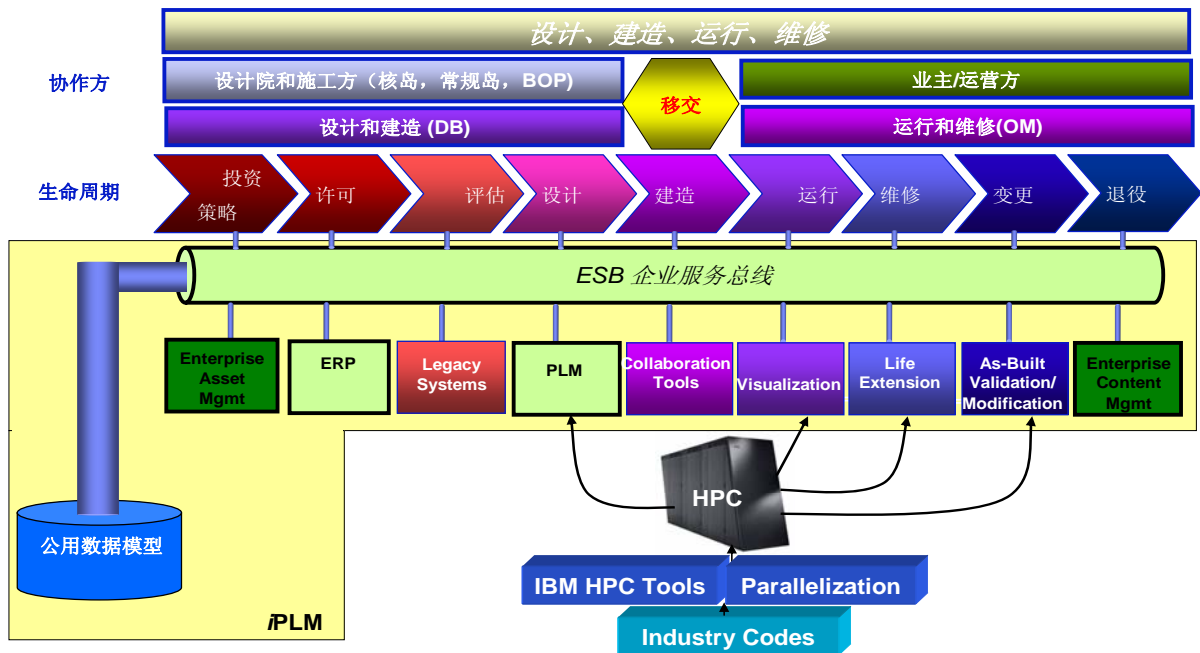 设计、建造、运行、维修
协作方
设计院和施工方（核岛，常规岛，BOP)
移交
业主/运营方
设计和建造 (DB)
运行和维修(OM)
生命周期
投资
策略
许可
评估
设计
建造
运行
维修
变更
退役
ESB 企业服务总线
Enterprise
Asset
Mgmt
ERP
Legacy
Systems
PLM
Collaboration
Tools
Visualization
Life
Extension
As-Built
Validation/
Modification
Enterprise
Content
Mgmt
HPC
公用数据模型
IBM HPC Tools
Parallelization
iPLM
Industry Codes